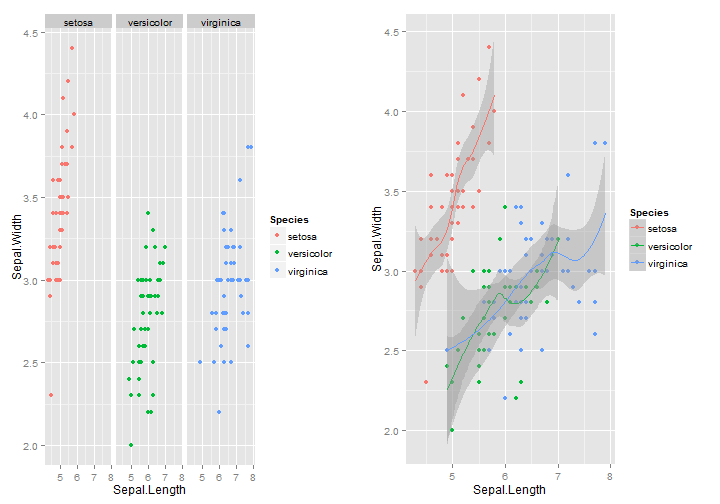 setosa versicolor virginica
4.5
4.0
3.5
3.0
2.5
2.0
Sepal.Width
5 6 7 8 5 6 7 8 5 6 7 8
Sepal.Length
Species
setosa
versicolor
virginica
4.5
4.0
3.5
3.0
2.5
2.0
Sepal.Width
5 6 7 8
Sepal.Length
Species
setosa
versicolor
virginica